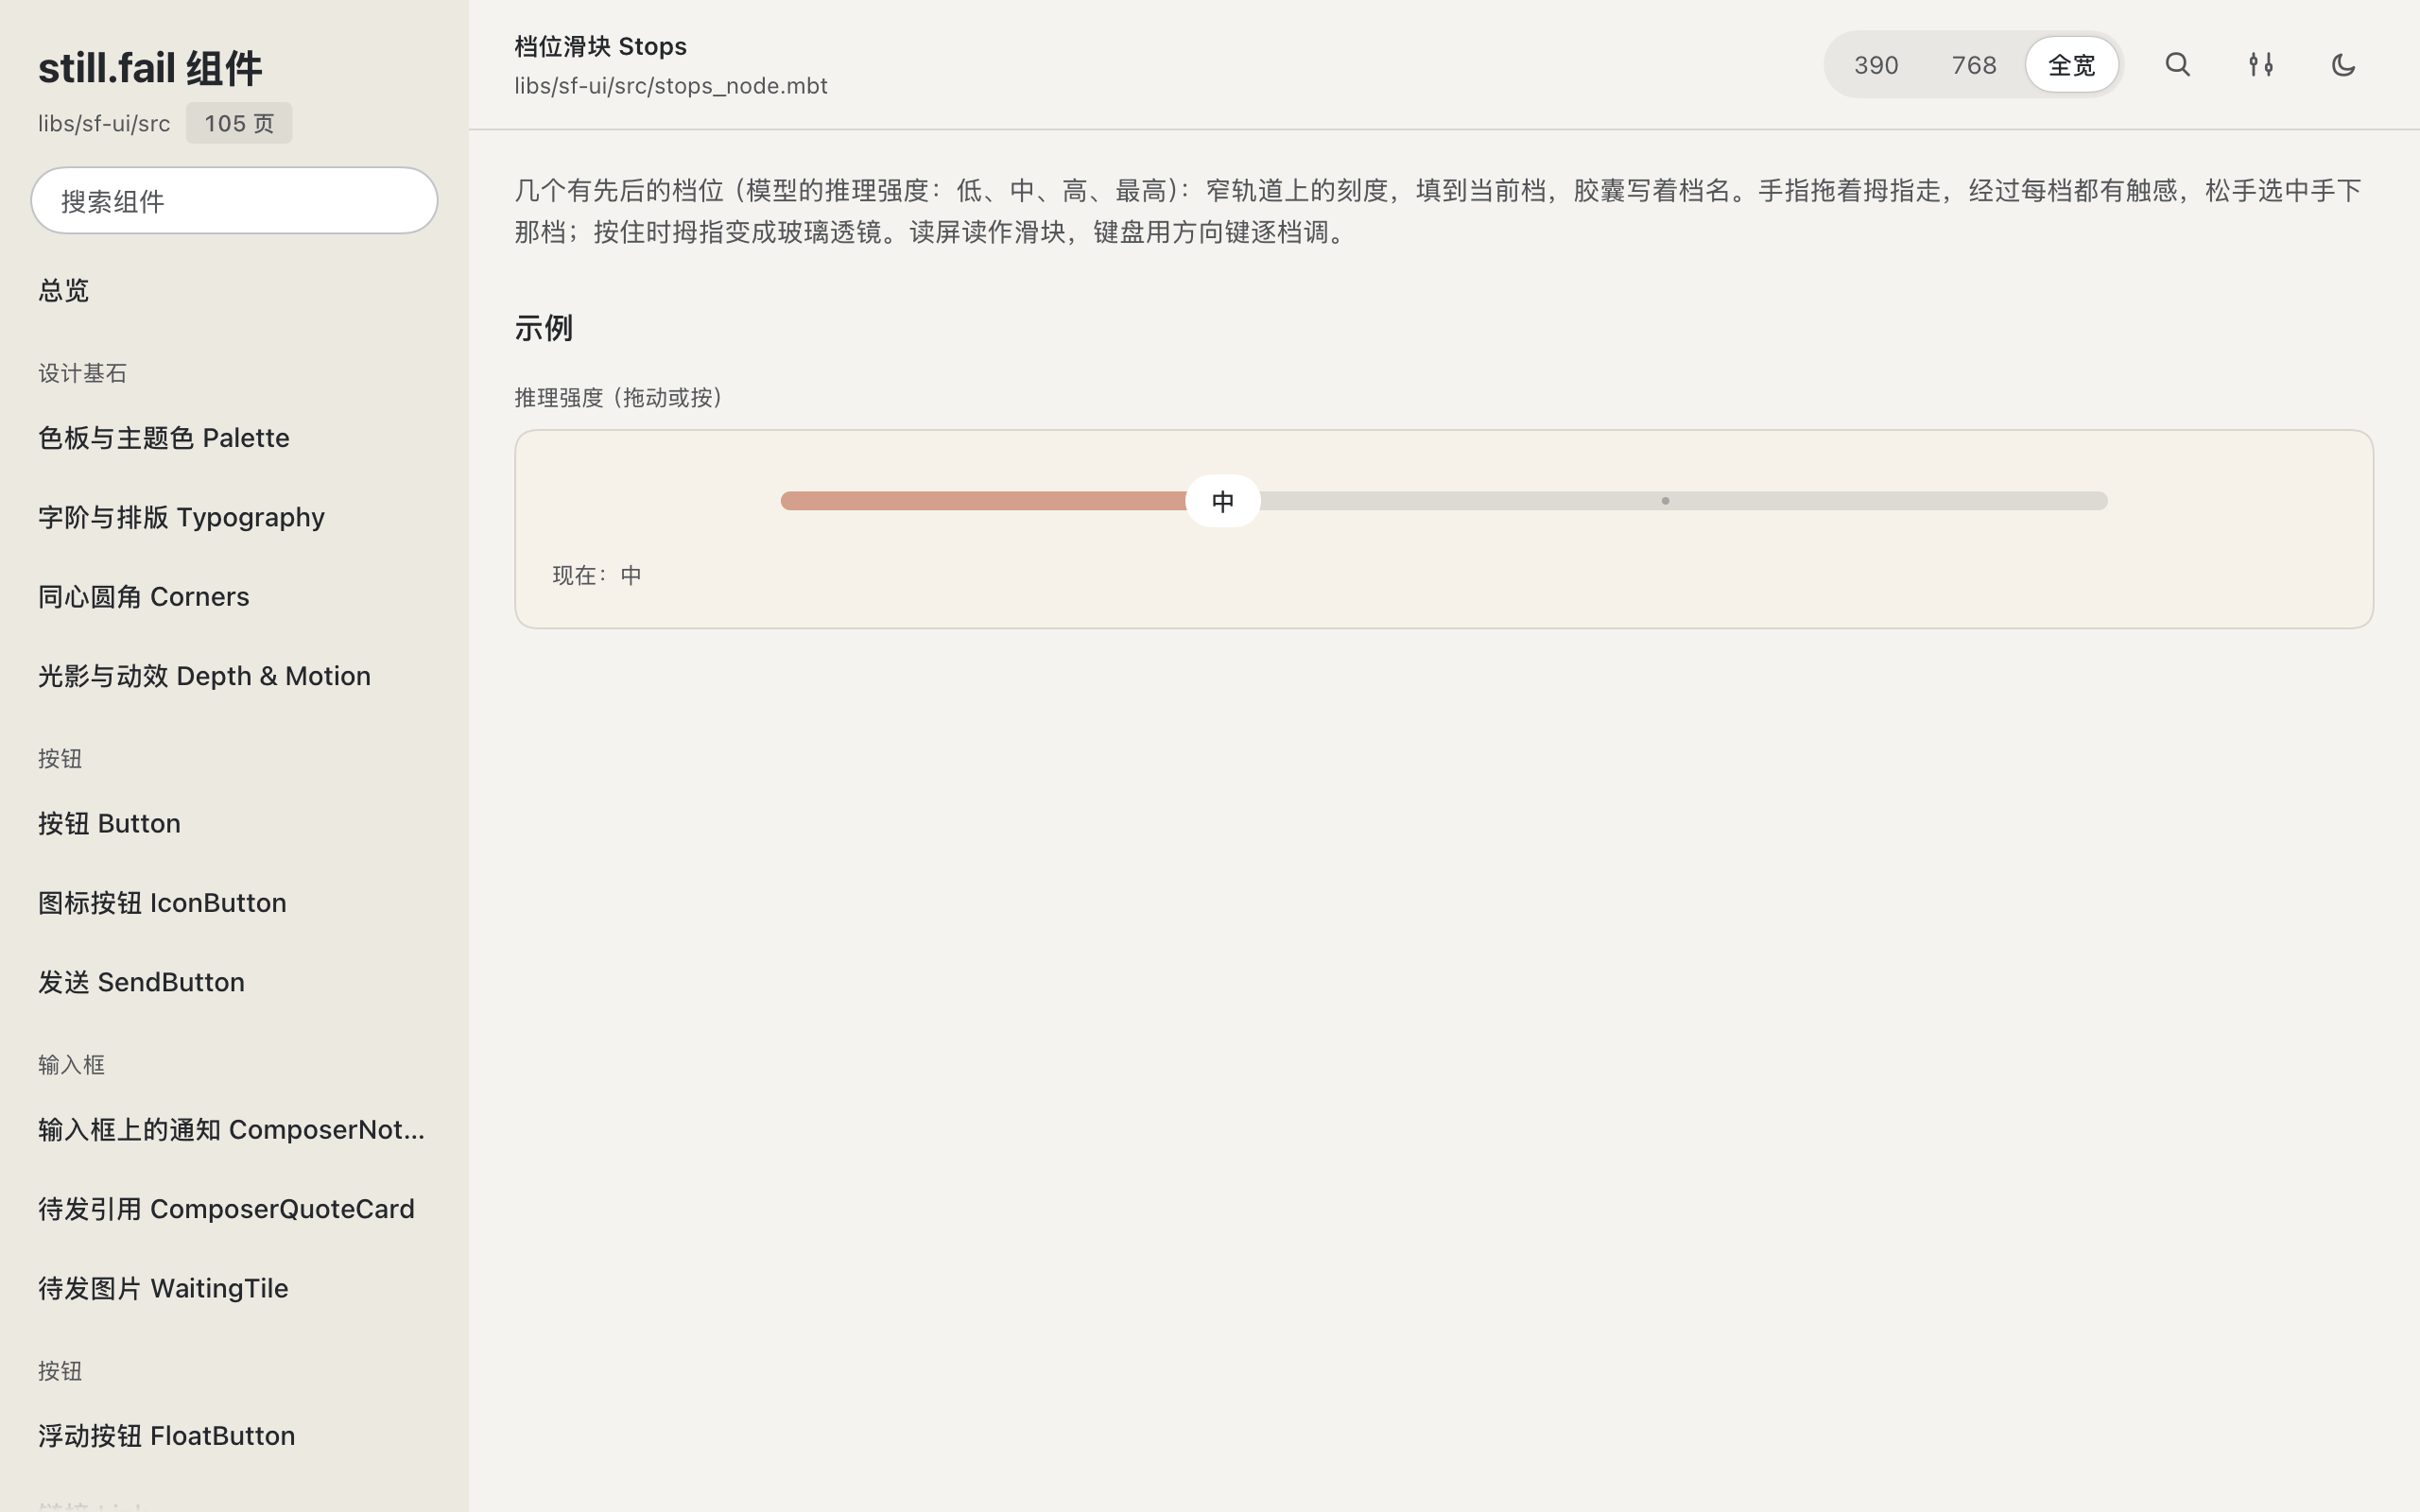 still.fail 组件
libs/sf-ui/src 105 页
搜索组件
总览
设计基石
色板与主题色 Palette
字阶与排版 Typography
同心圆角 Corners
光影与动效 Depth & Motion
按钮
按钮 Button
图标按钮 IconButton
发送 SendButton
输入框
输入框上的通知 ComposerNot...
待发引用 ComposerQuoteCard
待发图片 WaitingTile
按钮
浮动按钮 FloatButton
档位滑块 Stops
libs/sf-ui/src/stops_node.mbt
390 768 全宽
几个有先后的档位（模型的推理强度：低、中、高、最高）：窄轨道上的刻度，填到当前档，胶囊写着档名。手指拖着拇指走，经过每档都有触感，松手选中手下
那档；按住时拇指变成玻璃透镜。读屏读作滑块，键盘用方向键逐档调。
示例
推理强度（拖动或按）
中
现在：中